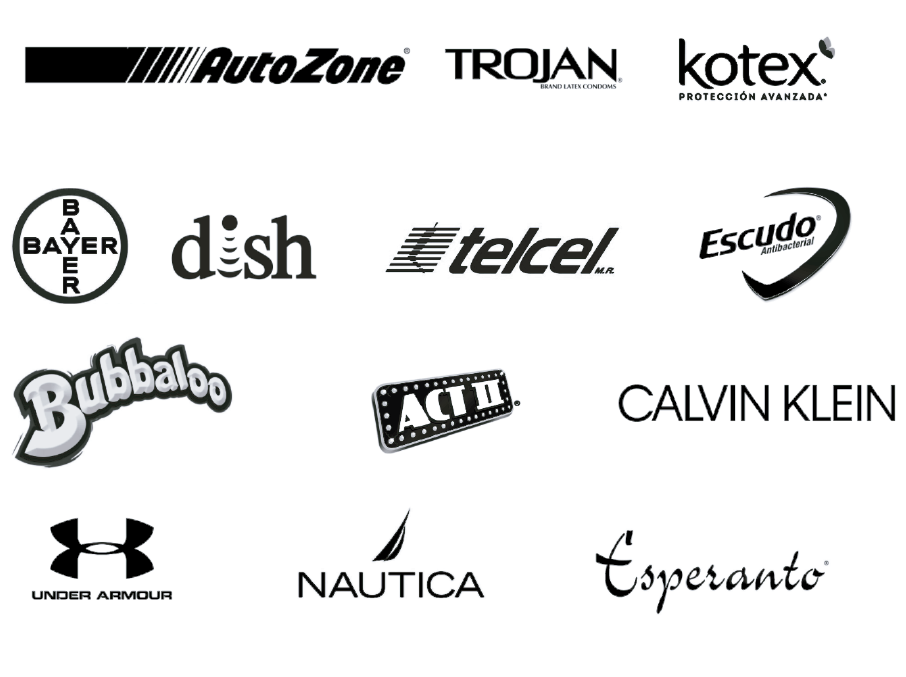 AutoZone®
TROJAN®
BRAND LATEX CONDOMS
kotex®
PROTECCIÓN AVANZADA*
BAYER
BAYER
dish
telcel M.R.
Escudo®
Antibacterial
Bubbaloo
ACT II®
CALVIN KLEIN
UNDER ARMOUR
NAUTICA
Esperanto®